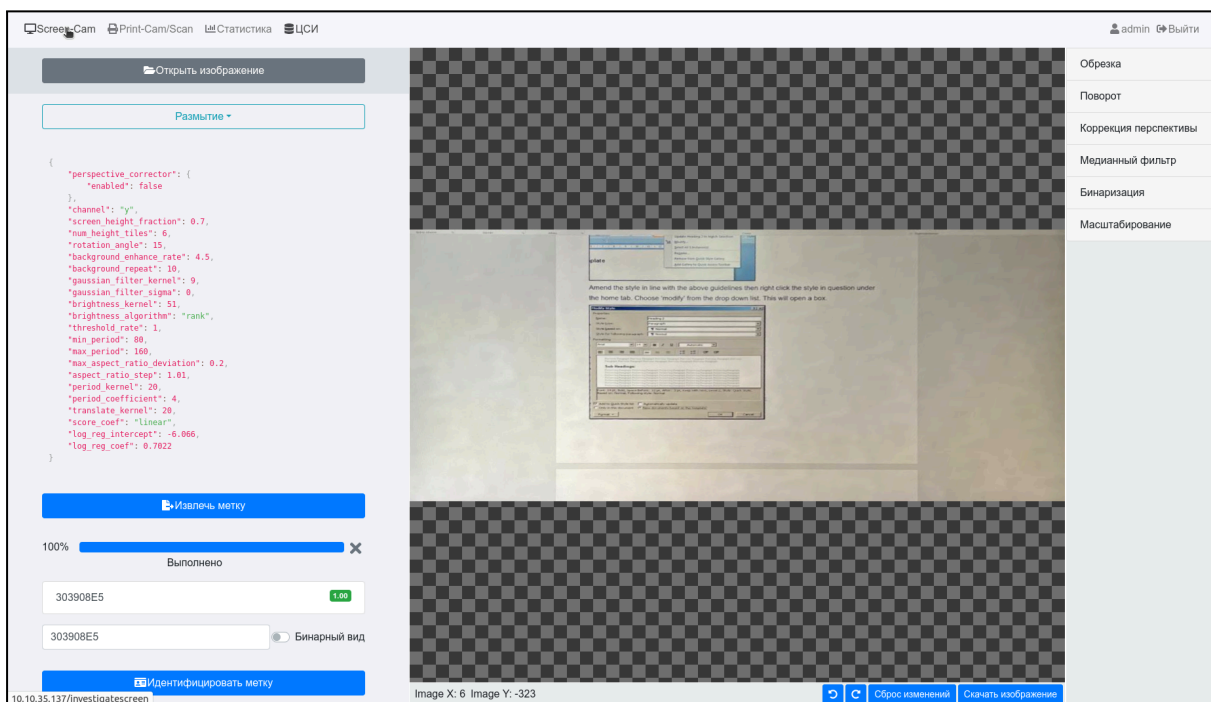 Screen-Cam Print-Cam/Scan Статистика ЦСИ admin Выйти
Открыть изображение
Размытие
{
"perspective_corrector": {
"enabled": false
},
"channel": "y",
"screen_height_fraction": 0.7,
"num_height_tiles": 6,
"rotation_angle": 15,
"background_enhance_rate": 4.5,
"background_repeat": 10,
"gaussian_filter_kernel": 9,
"gaussian_filter_sigma": 0,
"brightness_kernel": 51,
"brightness_algorithm": "rank",
"threshold_rate": 1,
"min_period": 80,
"max_period": 160,
"max_aspect_ratio_deviation": 0.2,
"aspect_ratio_step": 1.01,
"period_kernel": 20,
"period_coefficient": 4,
"translate_kernel": 20,
"score_coef": "linear",
"log_reg_intercept": -6.066,
"log_reg_coef": 0.7022
}
Извлечь метку
100%
Выполнено
303908E5 1.00
303908E5 Бинарный вид
Идентифицировать метку
10.10.35.137/investigatescreen
plate
Amend the style in line with the above guidelines then right click the style in question under
the home tab. Choose 'modify' from the drop down list. This will open a box.
Modify Style
Sub Headings
Image X: 6 Image Y: -323
Сброс изменений Скачать изображение
Обрезка
Поворот
Коррекция перспективы
Медианный фильтр
Бинаризация
Масштабирование